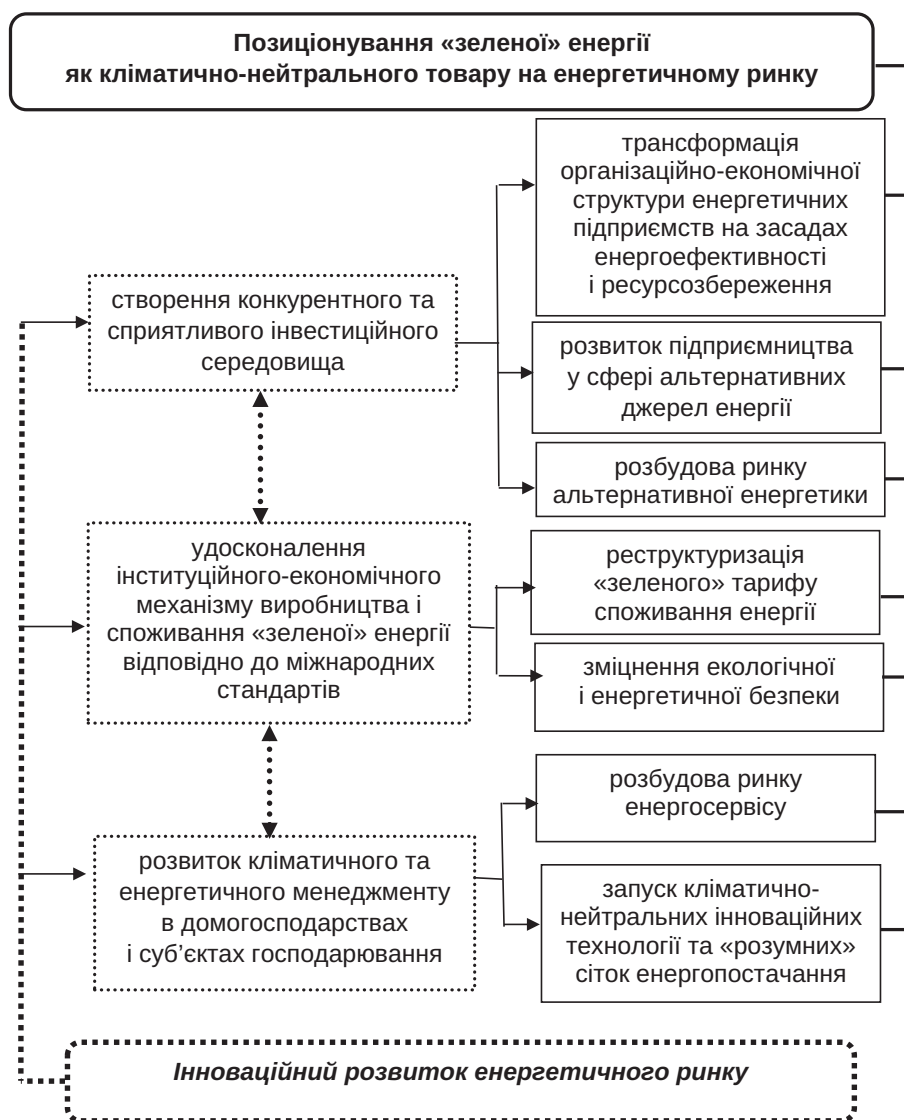 Позиціонування «зеленої» енергії
як кліматично-нейтрального товару на енергетичному ринку
трансформація
організаційно-економічної
структури енергетичних
підприємств на засадах
енергоефективності
і ресурсозбереження
створення конкурентного та
сприятливого інвестиційного
середовища
розвиток підприємництва
у сфері альтернативних
джерел енергії
розбудова ринку
альтернативної енергетики
удосконалення
інституційного-економічного
механізму виробництва і
споживання «зеленої» енергії
відповідно до міжнародних
стандартів
реструктуризація
«зеленого» тарифу
споживання енергії
зміцнення екологічної
і енергетичної безпеки
розбудова ринку
енергосервісу
розвиток кліматичного та
енергетичного менеджменту
в домогосподарствах
і суб’єктах господарювання
запуск кліматично-
нейтральних інноваційних
технології та «розумних»
сіток енергопостачання
Інноваційний розвиток енергетичного ринку